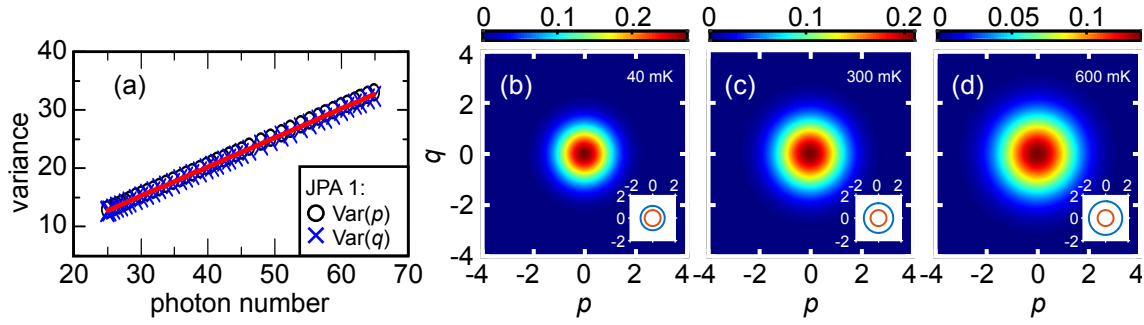 (a)
variance
40
30
20
10
20 30 40 50 60 70
photon number
JPA 1:
Var(p)
Var(q)
0 0.1 0.2
(b)
40 mK
q
4
2
0
-2
-4
-4 -2 0 2 4
p
-2 0 2
2
0
-2
0 0.1 0.2
(c)
300 mK
-4 -2 0 2 4
p
-2 0 2
2
0
-2
0 0.05 0.1
(d)
600 mK
-4 -2 0 2 4
p
-2 0 2
2
0
-2